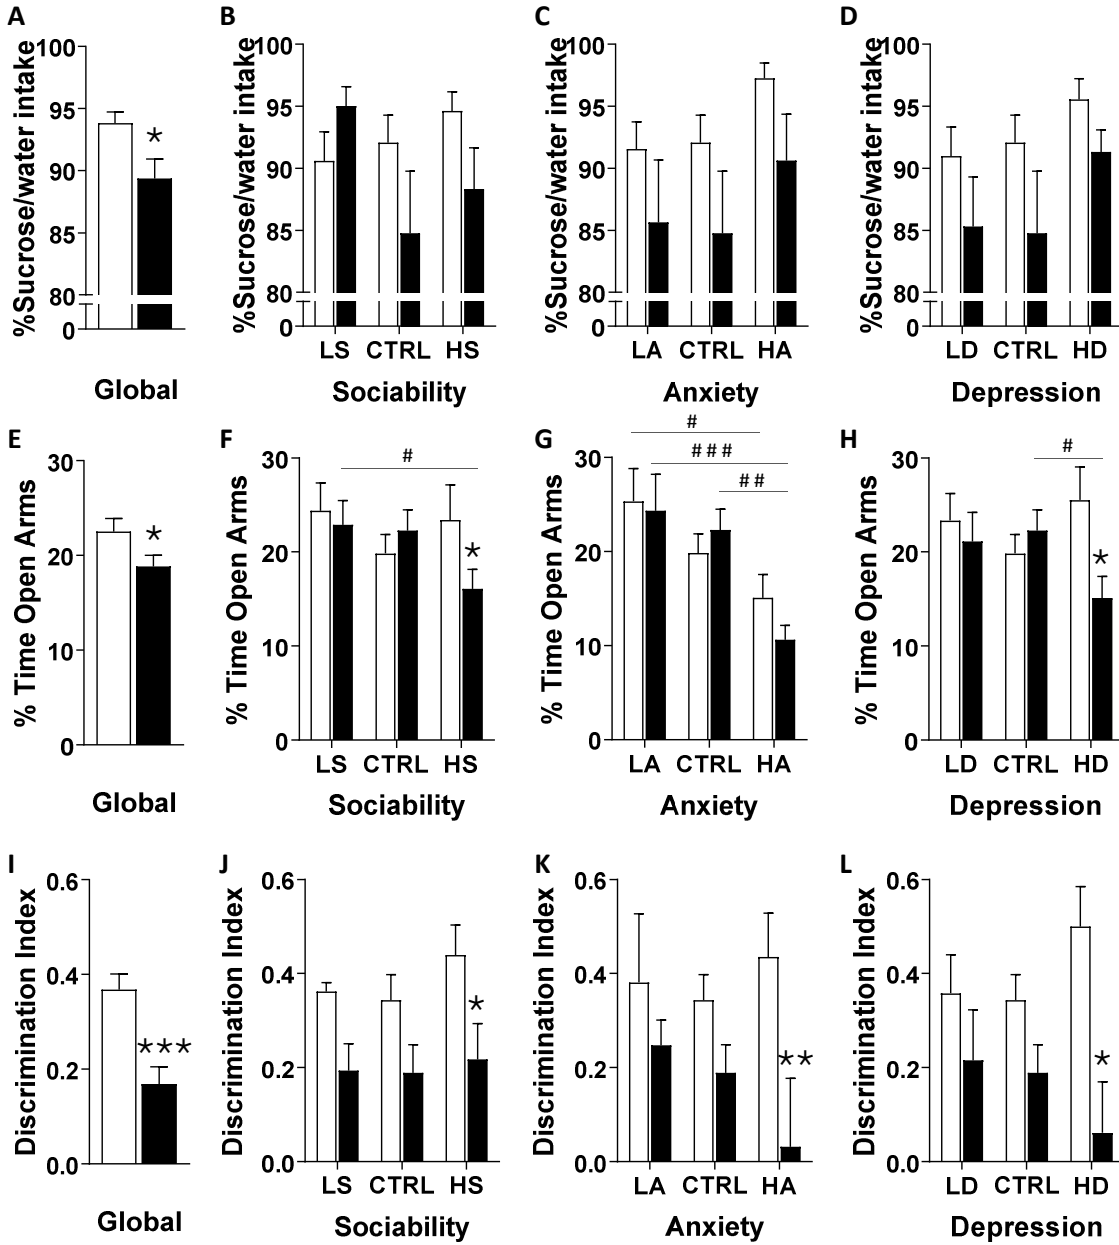 A
B
C
D
%Sucrose/water intake
100
95
90
85
80
0
Global
*
%Sucrose/water intake
100
95
90
85
80
0
LS CTRL HS
Sociability
%Sucrose/water intake
100
95
90
85
80
0
LA CTRL HA
Anxiety
%Sucrose/water intake
100
95
90
85
80
0
LD CTRL HD
Depression
E
F
G
H
% Time Open Arms
30
20
10
0
*
Global
% Time Open Arms
30
20
10
0
#
*
LS CTRL HS
Sociability
% Time Open Arms
30
20
10
0
#
###
##
LA CTRL HA
Anxiety
% Time Open Arms
30
20
10
0
#
*
LD CTRL HD
Depression
I
J
K
L
Discrimination Index
0.6
0.4
0.2
0.0
***
Global
Discrimination Index
0.6
0.4
0.2
0.0
*
LS CTRL HS
Sociability
Discrimination Index
0.6
0.4
0.2
0.0
**
LA CTRL HA
Anxiety
Discrimination Index
0.6
0.4
0.2
0.0
*
LD CTRL HD
Depression